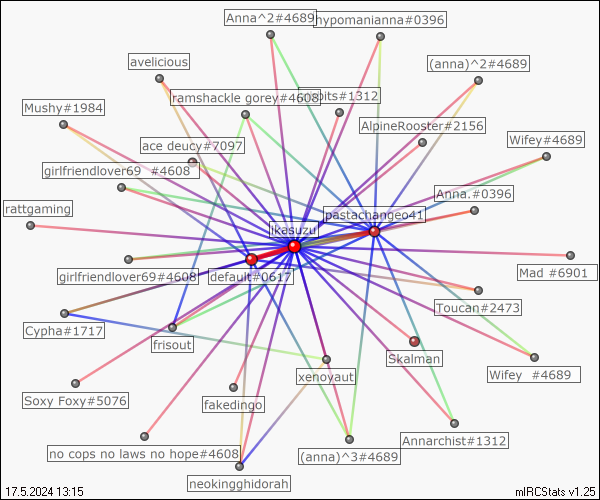 Anna^2#4689
hypomanianna#0396
avelicious
(anna)^2#4689
ramshackle gorey#4608
#1312
Mushy#1984
AlpineRooster#2156
ace deucy#7097
Wifey#4689
girlfriendlover69 #4608
Anna.#0396
rattgaming
pastachangeo41
ikasuzu
girlfriendlover69#4608
default#0617
Mad #6901
Toucan#2473
Cypha#1717
frisout
Skalman
xenoyaut
Wifey #4689
Soxy Foxy#5076
fakedingo
Annarchist#1312
no cops no laws no hope#4608
(anna)^3#4689
neokingghidorah
17.5.2024 13:15
mIRCStats v1.25